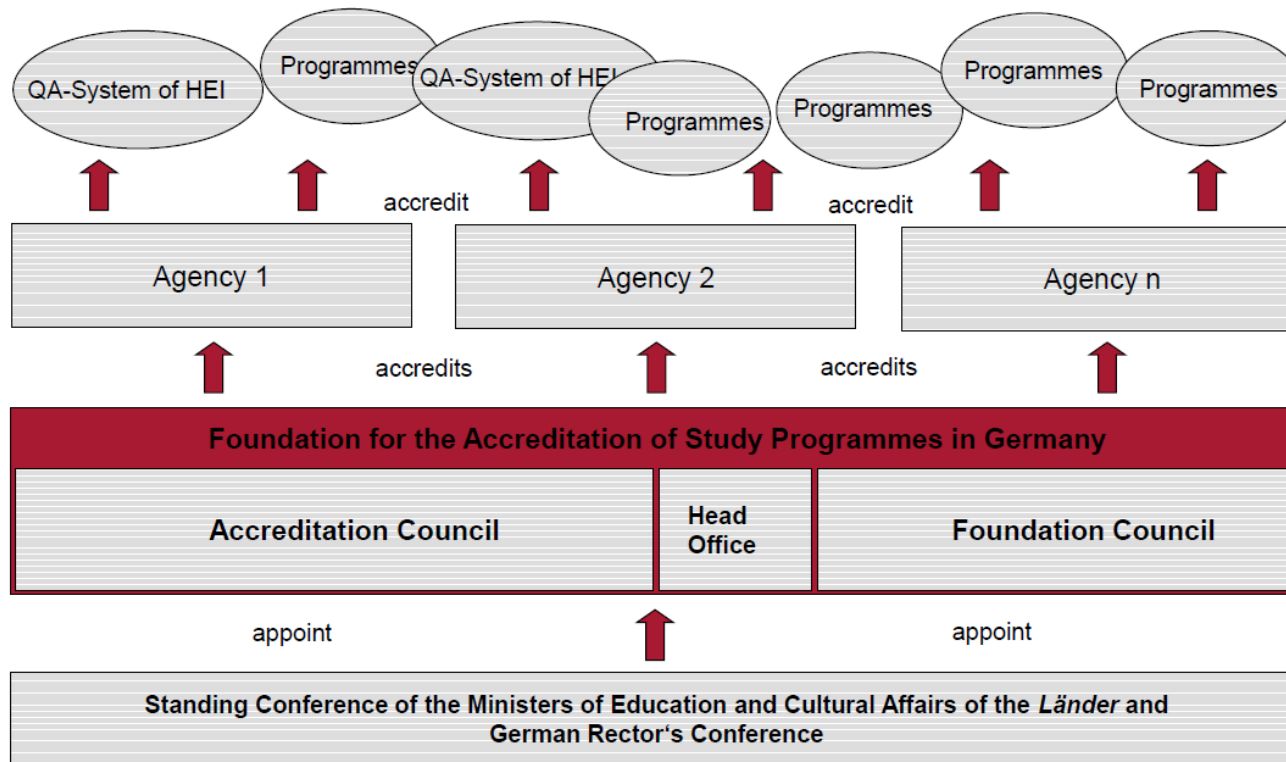 QA-System of HEI
Programmes
QA-System of HEI
Programmes
Programmes
Programmes
Programmes
accredit
accredit
Agency 1
Agency 2
Agency n
accredits
accredits
Foundation for the Accreditation of Study Programmes in Germany
Accreditation Council
Head
Office
Foundation Council
appoint
appoint
Standing Conference of the Ministers of Education and Cultural Affairs of the Länder and
German Rector‘s Conference